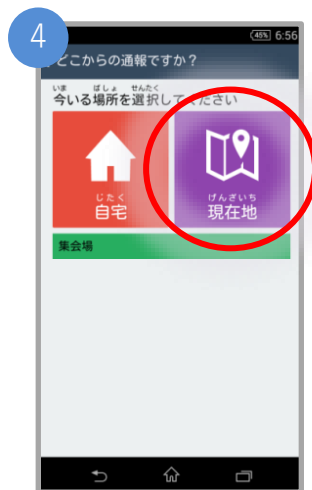 4
45% 6:56
どこからの通報ですか？
いま ばしょ せんたく
今いる場所を選択してください
じたく げんざいち
自宅 現在地
集会場